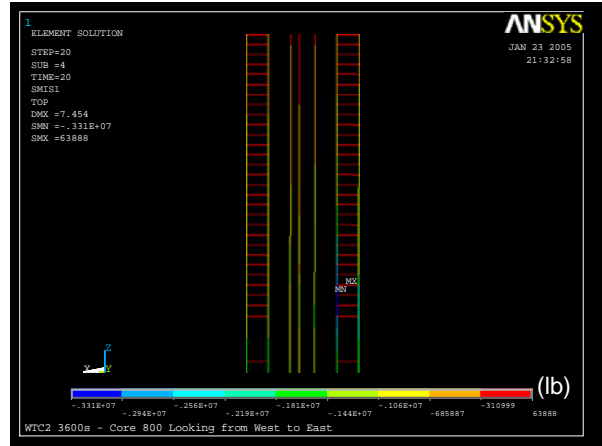 1
ELEMENT SOLUTION
STEP=20
SUB =4
TIME=20
SMIS1
TOP
DMX =7.454
SMN =-.331E+07
SMX =63888
ANSYS
JAN 23 2005
21:32:58
MX
MN
Z
X Y
(lb)
-.331E+07 -.256E+07 -.181E+07 -.106E+07 -310999
-.294E+07 -.219E+07 -.144E+07 -685887 63888
WTC2 3600s - Core 800 Looking from West to East